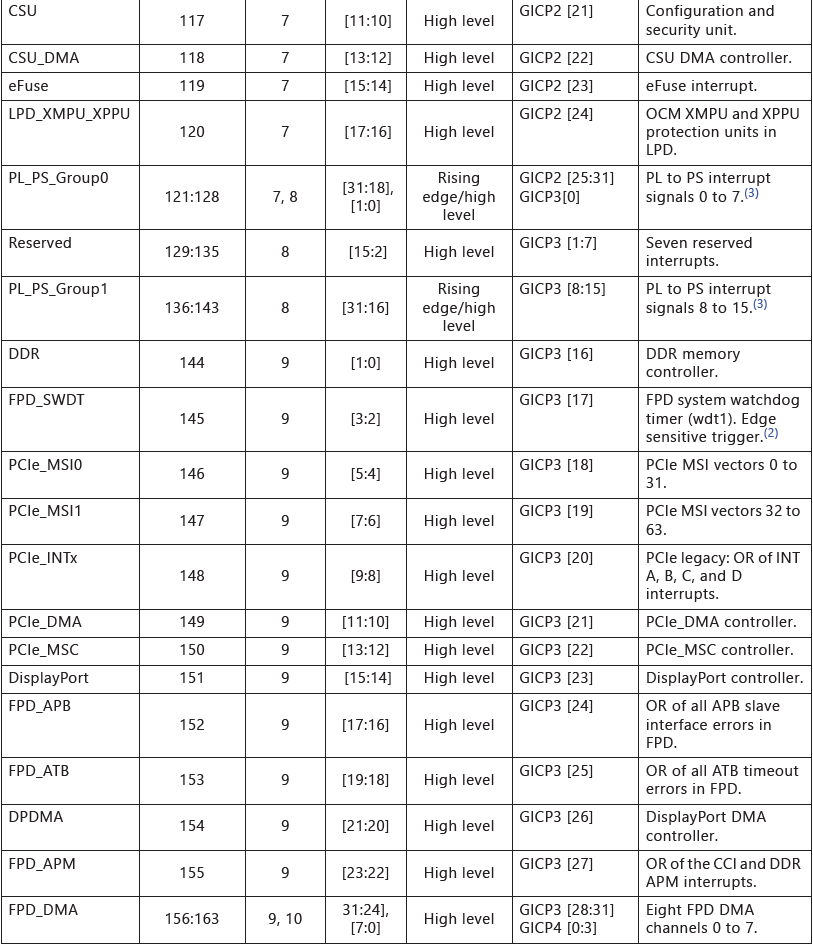 CSU 117 7 [11:10] High level GICP2 [21] Configuration and
security unit.
CSU_DMA 118 7 [13:12] High level GICP2 [22] CSU DMA controller.
eFuse 119 7 [15:14] High level GICP2 [23] eFuse interrupt.
LPD_XMPU_XPPU 120 7 [17:16] High level GICP2 [24] OCM XMPU and XPPU
protection units in
LPD.
PL_PS_Group0 121:128 7, 8 [31:18], Rising GICP2 [25:31] PL to PS interrupt
[1:0] edge/high GICP3[0] signals 0 to 7.(3)
level
Reserved 129:135 8 [15:2] High level GICP3 [1:7] Seven reserved
interrupts.
PL_PS_Group1 136:143 8 [31:16] Rising GICP3 [8:15] PL to PS interrupt
edge/high signals 8 to 15.(3)
level
DDR 144 9 [1:0] High level GICP3 [16] DDR memory
controller.
FPD_SWDT 145 9 [3:2] High level GICP3 [17] FPD system watchdog
timer (wdt1). Edge
sensitive trigger.(2)
PCIe_MSI0 146 9 [5:4] High level GICP3 [18] PCIe MSI vectors 0 to
31.
PCIe_MSI1 147 9 [7:6] High level GICP3 [19] PCIe MSI vectors 32 to
63.
PCIe_INTx 148 9 [9:8] High level GICP3 [20] PCIe legacy: OR of INT
A, B, C, and D
interrupts.
PCIe_DMA 149 9 [11:10] High level GICP3 [21] PCIe_DMA controller.
PCIe_MSC 150 9 [13:12] High level GICP3 [22] PCIe_MSC controller.
DisplayPort 151 9 [15:14] High level GICP3 [23] DisplayPort controller.
FPD_APB 152 9 [17:16] High level GICP3 [24] OR of all APB slave
interface errors in
FPD.
FPD_ATB 153 9 [19:18] High level GICP3 [25] OR of all ATB timeout
errors in FPD.
DPDMA 154 9 [21:20] High level GICP3 [26] DisplayPort DMA
controller.
FPD_APM 155 9 [23:22] High level GICP3 [27] OR of the CCI and DDR
APM interrupts.
FPD_DMA 156:163 9, 10 31:24], High level GICP3 [28:31] Eight FPD DMA
[7:0] GICP4 [0:3] channels 0 to 7.